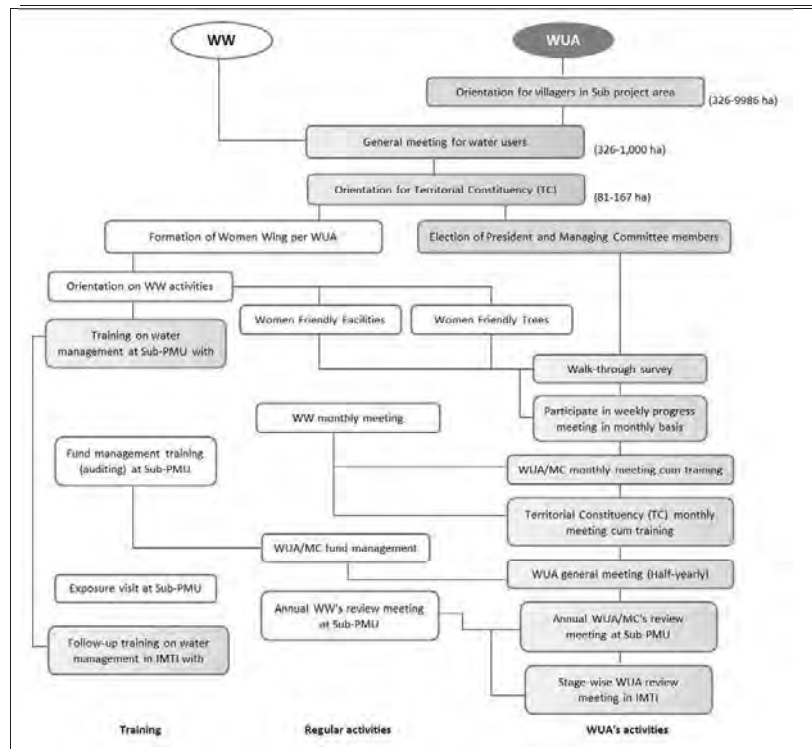 WW
WUA
Orientation for villagers in Sub project area
(326-9986 ha)
General meeting for water users
(326-1,000 ha)
Orientation for Territorial Constituency (TC)
(81-167 ha)
Formation of Women Wing per WUA
Election of President and Managing Committee members
Orientation on WW activities
Women Friendly Facilities
Women Friendly Trees
Training on water
management at Sub-PMU with
Walk-through survey
Participate in weekly progress
meeting in monthly basis
WW monthly meeting
Fund management training
(auditing) at Sub-PMU
WUA/MC monthly meeting cum training
Territorial Constituency (TC) monthly
meeting cum training
WUA/MC fund management
WUA general meeting (Half-yearly)
Exposure visit at Sub-PMU
Annual WW's review meeting
at Sub-PMU
Annual WUA/MC's review
meeting at Sub-PMU
Follow-up training on water
management in IMTI with
Stage-wise WUA review
meeting in IMTI
Training
Regular activities
WUA's activities